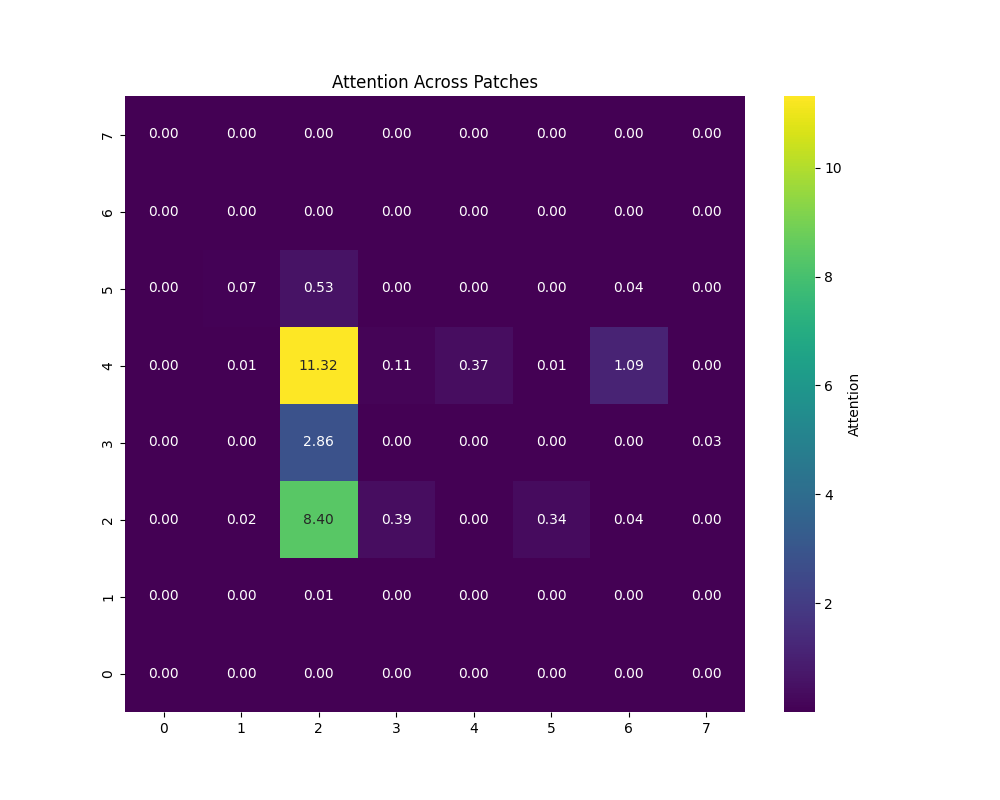 Attention Across Patches
7 0.00 0.00 0.00 0.00 0.00 0.00 0.00 0.00
6 0.00 0.00 0.00 0.00 0.00 0.00 0.00 0.00
5 0.00 0.07 0.53 0.00 0.00 0.00 0.04 0.00
4 0.00 0.01 11.32 0.11 0.37 0.01 1.09 0.00
3 0.00 0.00 2.86 0.00 0.00 0.00 0.00 0.03
2 0.00 0.02 8.40 0.39 0.00 0.34 0.04 0.00
1 0.00 0.00 0.01 0.00 0.00 0.00 0.00 0.00
0 0.00 0.00 0.00 0.00 0.00 0.00 0.00 0.00
0 1 2 3 4 5 6 7
10
8
6
4
2
Attention